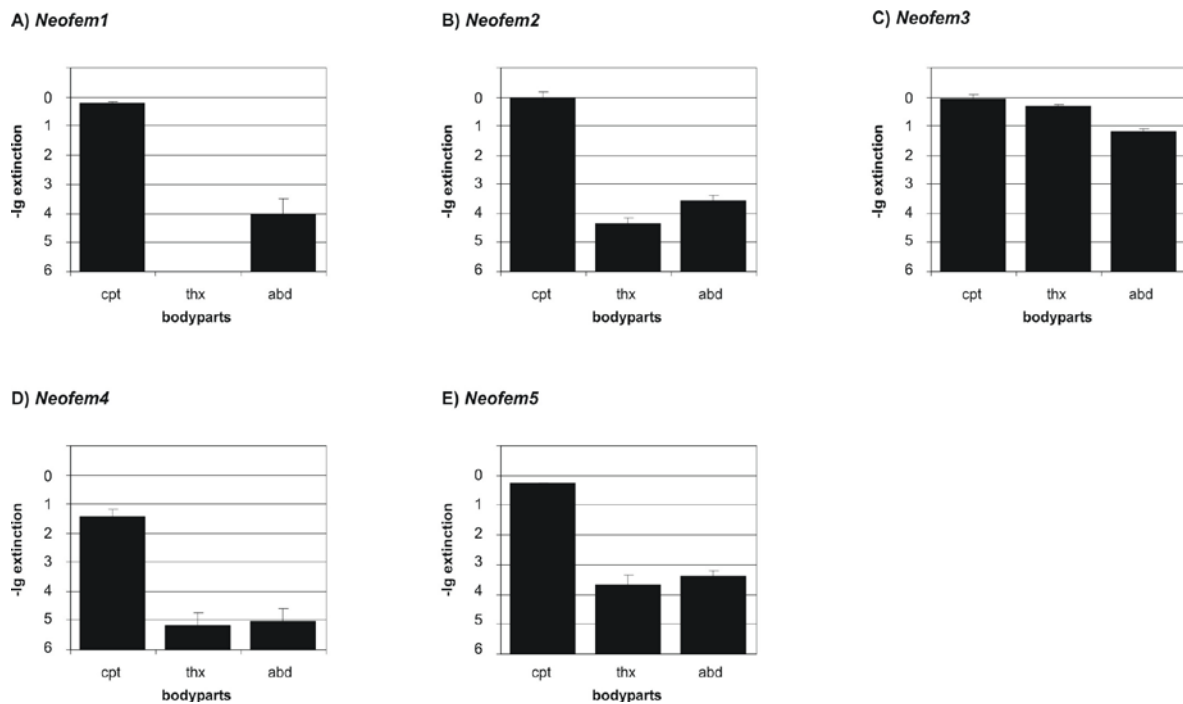 A) Neofem1
B) Neofem2
C) Neofem3
-lg extinction
0
1
2
3
4
5
6
cpt thx abd
bodyparts
-lg extinction
0
1
2
3
4
5
6
cpt thx abd
bodyparts
-lg extinction
0
1
2
3
4
5
6
cpt thx abd
bodyparts
D) Neofem4
E) Neofem5
-lg extinction
0
1
2
3
4
5
6
cpt thx abd
bodyparts
-lg extinction
0
1
2
3
4
5
6
cpt thx abd
bodyparts